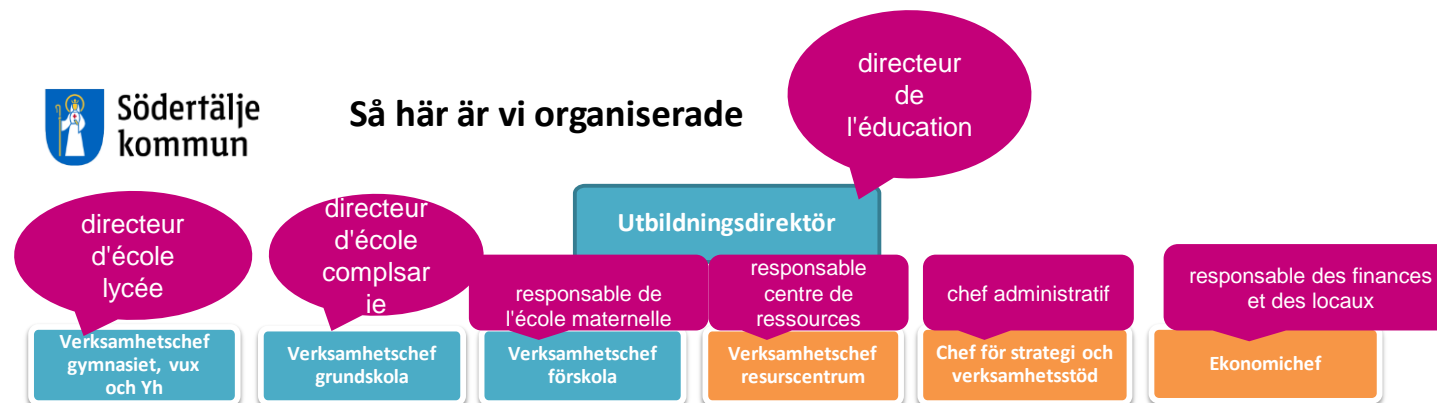 Södertälje
kommun
Så här är vi organiserade
directeur
de
l'éducation
Utbildningsdirektör
directeur
d'école
lycée
directeur
d'école
complsar
ie
responsable de
l'école maternelle
responsable
centre de
ressources
chef administratif
responsable des finances
et des locaux
Verksamhetschef
gymnasiet, vux
och Yh
Verksamhetschef
grundskola
Verksamhetschef
förskola
Verksamhetschef
resurscentrum
Chef för strategi och
verksamhetsstöd
Ekonomichef